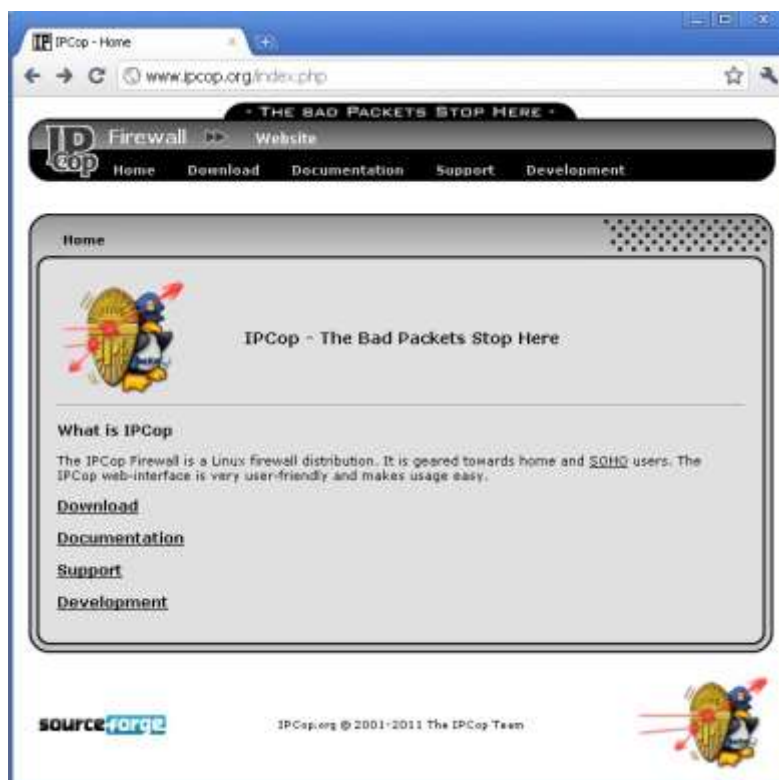 IPCop - Home
www.ipcop.org/index.php
• THE BAD PACKETS STOP HERE •
IP
COP
Firewall Website
Home Download Documentation Support Development
Home
IPCop - The Bad Packets Stop Here
What is IPCop
The IPCop Firewall is a Linux firewall distribution. It is geared towards home and SOHO users. The
IPCop web-interface is very user-friendly and makes usage easy.
Download
Documentation
Support
Development
sourceforge
IPCop.org © 2001-2011 The IPCop Team